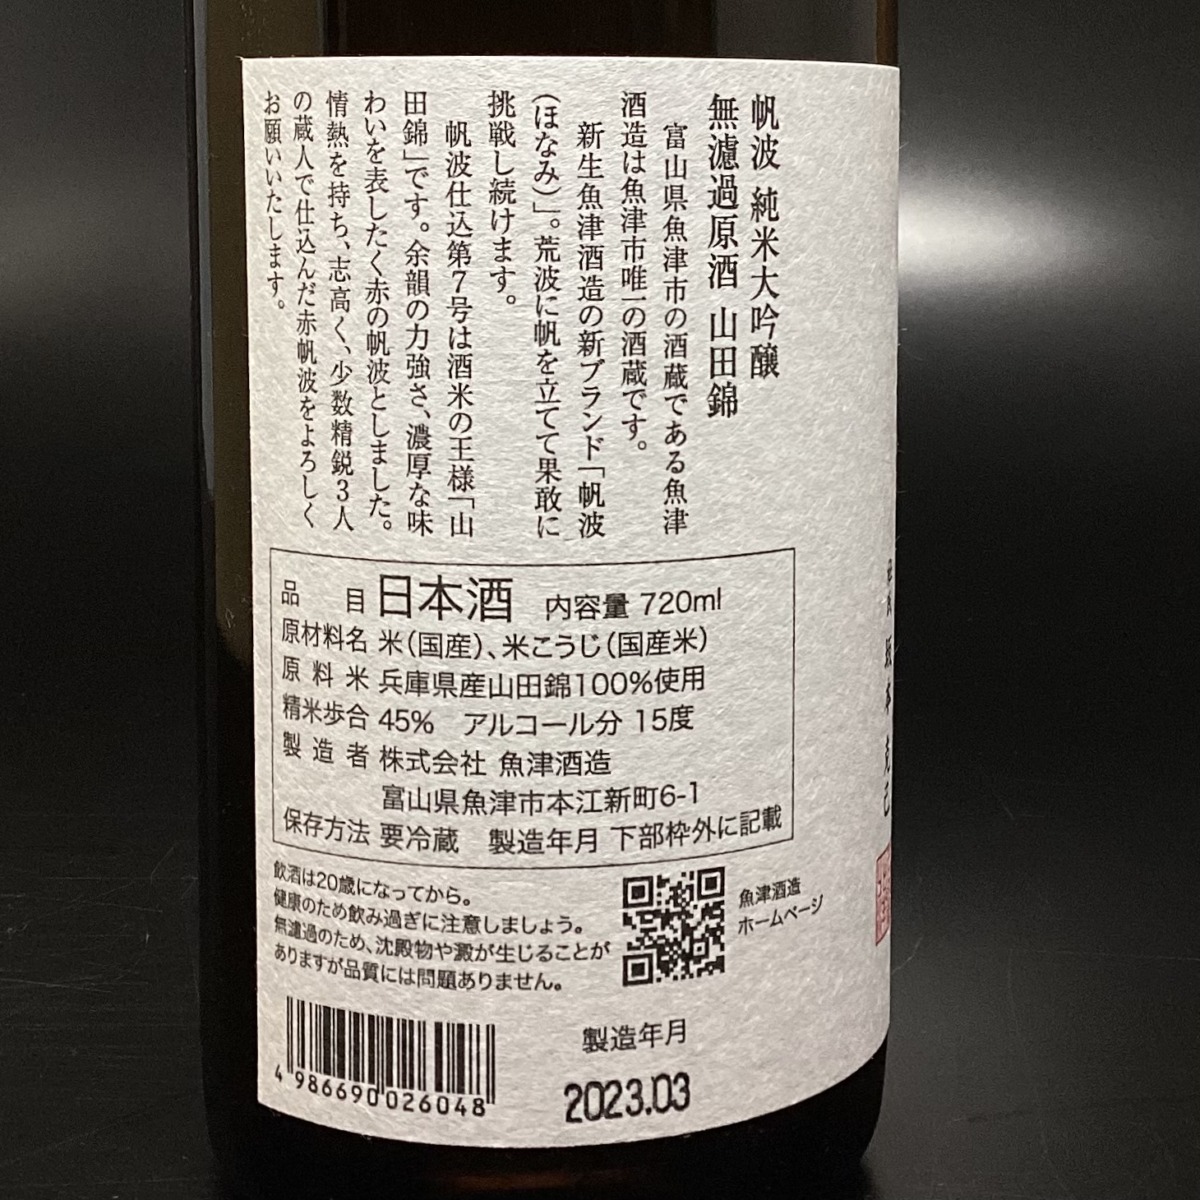 帆波 純米大吟醸
無濾過原酒 山田錦
富山県魚津市の酒蔵である魚津
酒造は魚津市唯一の酒蔵です。
新生魚津酒造の新ブランド「帆波
(ほなみ)」。荒波に帆を立てて果敢に
挑戦し続けます。
帆波仕込第7号は酒米の王様「山
田錦」です。余韻の力強さ、濃厚な味
わいを表したく赤の帆波としました。
情熱を持ち、志高く、少数精鋭3人
の蔵人で仕込んだ赤帆波をよろしく
お願いいたします。
品目 日本酒 内容量 720ml
原材料名 米(国産)、米こうじ(国産米)
原料米 兵庫県産山田錦100%使用
精米歩合 45% アルコール分 15度
製造者 株式会社 魚津酒造
富山県魚津市本江新町6-1
保存方法 要冷蔵 製造年月 下部枠外に記載
飲酒は20歳になってから。
健康のため飲み過ぎに注意しましょう。
無濾過のため、沈殿物や澱が生じることが
ありますが品質には問題ありません。
魚津酒造
ホームページ
4 986690 026048
製造年月
2023.03